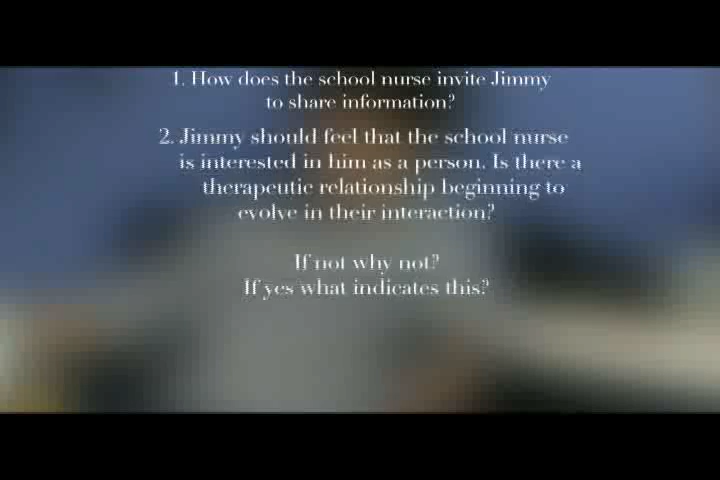 1. How does the school nurse invite Jimmy
to share information?
2. Jimmy should feel that the school nurse
is interested in him as a person. Is there a
therapeutic relationship beginning to
evolve in their interaction?
If not why not?
If yes what indicates this?